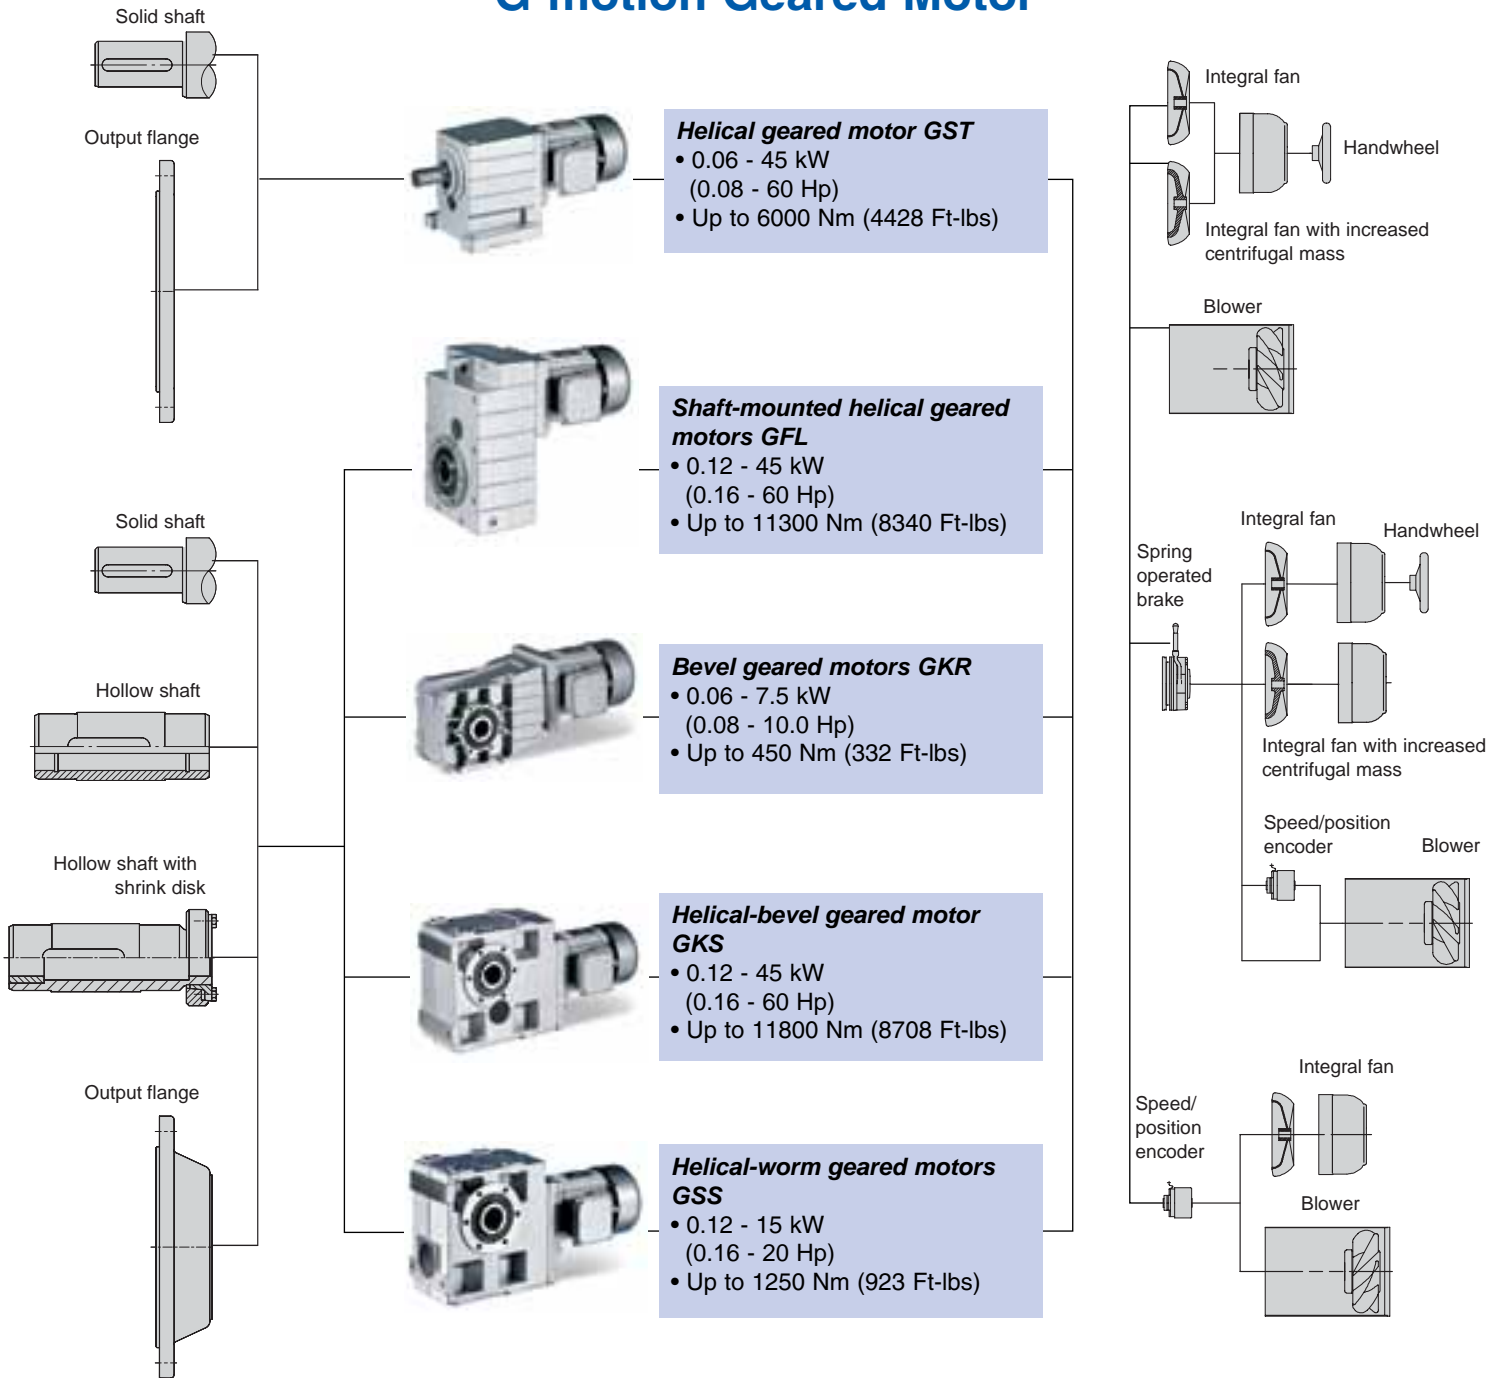 G-motion Geared Motor
Solid shaft
Output flange
Solid shaft
Hollow shaft
Hollow shaft with
shrink disk
Output flange
Helical geared motor GST
• 0.06 - 45 kW
(0.08 - 60 Hp)
• Up to 6000 Nm (4428 Ft-lbs)
Shaft-mounted helical geared
motors GFL
• 0.12 - 45 kW
(0.16 - 60 Hp)
• Up to 11300 Nm (8340 Ft-lbs)
Bevel geared motors GKR
• 0.06 - 7.5 kW
(0.08 - 10.0 Hp)
• Up to 450 Nm (332 Ft-lbs)
Helical-bevel geared motor
GKS
• 0.12 - 45 kW
(0.16 - 60 Hp)
• Up to 11800 Nm (8708 Ft-lbs)
Helical-worm geared motors
GSS
• 0.12 - 15 kW
(0.16 - 20 Hp)
• Up to 1250 Nm (923 Ft-lbs)
Integral fan
Handwheel
Integral fan with increased
centrifugal mass
Blower
Integral fan
Handwheel
Spring
operated
brake
Integral fan with increased
centrifugal mass
Speed/position
encoder
Blower
Integral fan
Speed/
position
encoder
Blower